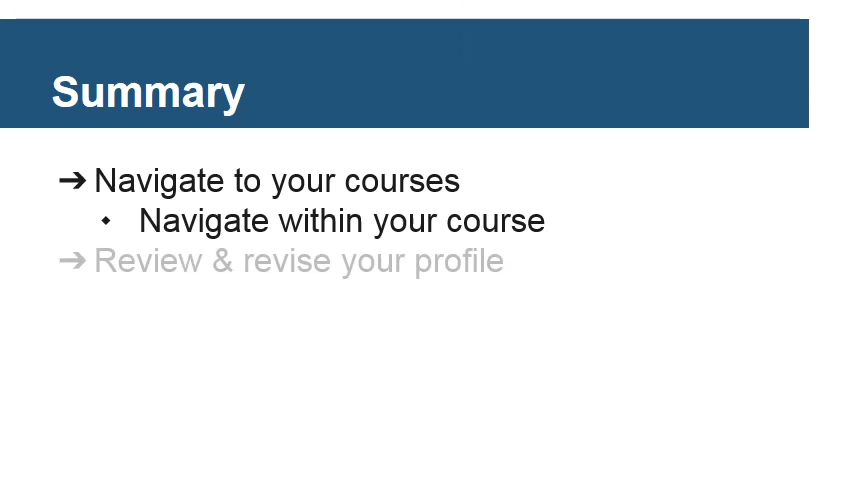 Summary
➔ Navigate to your courses
◆ Navigate within your course
➔ Review & revise your profile